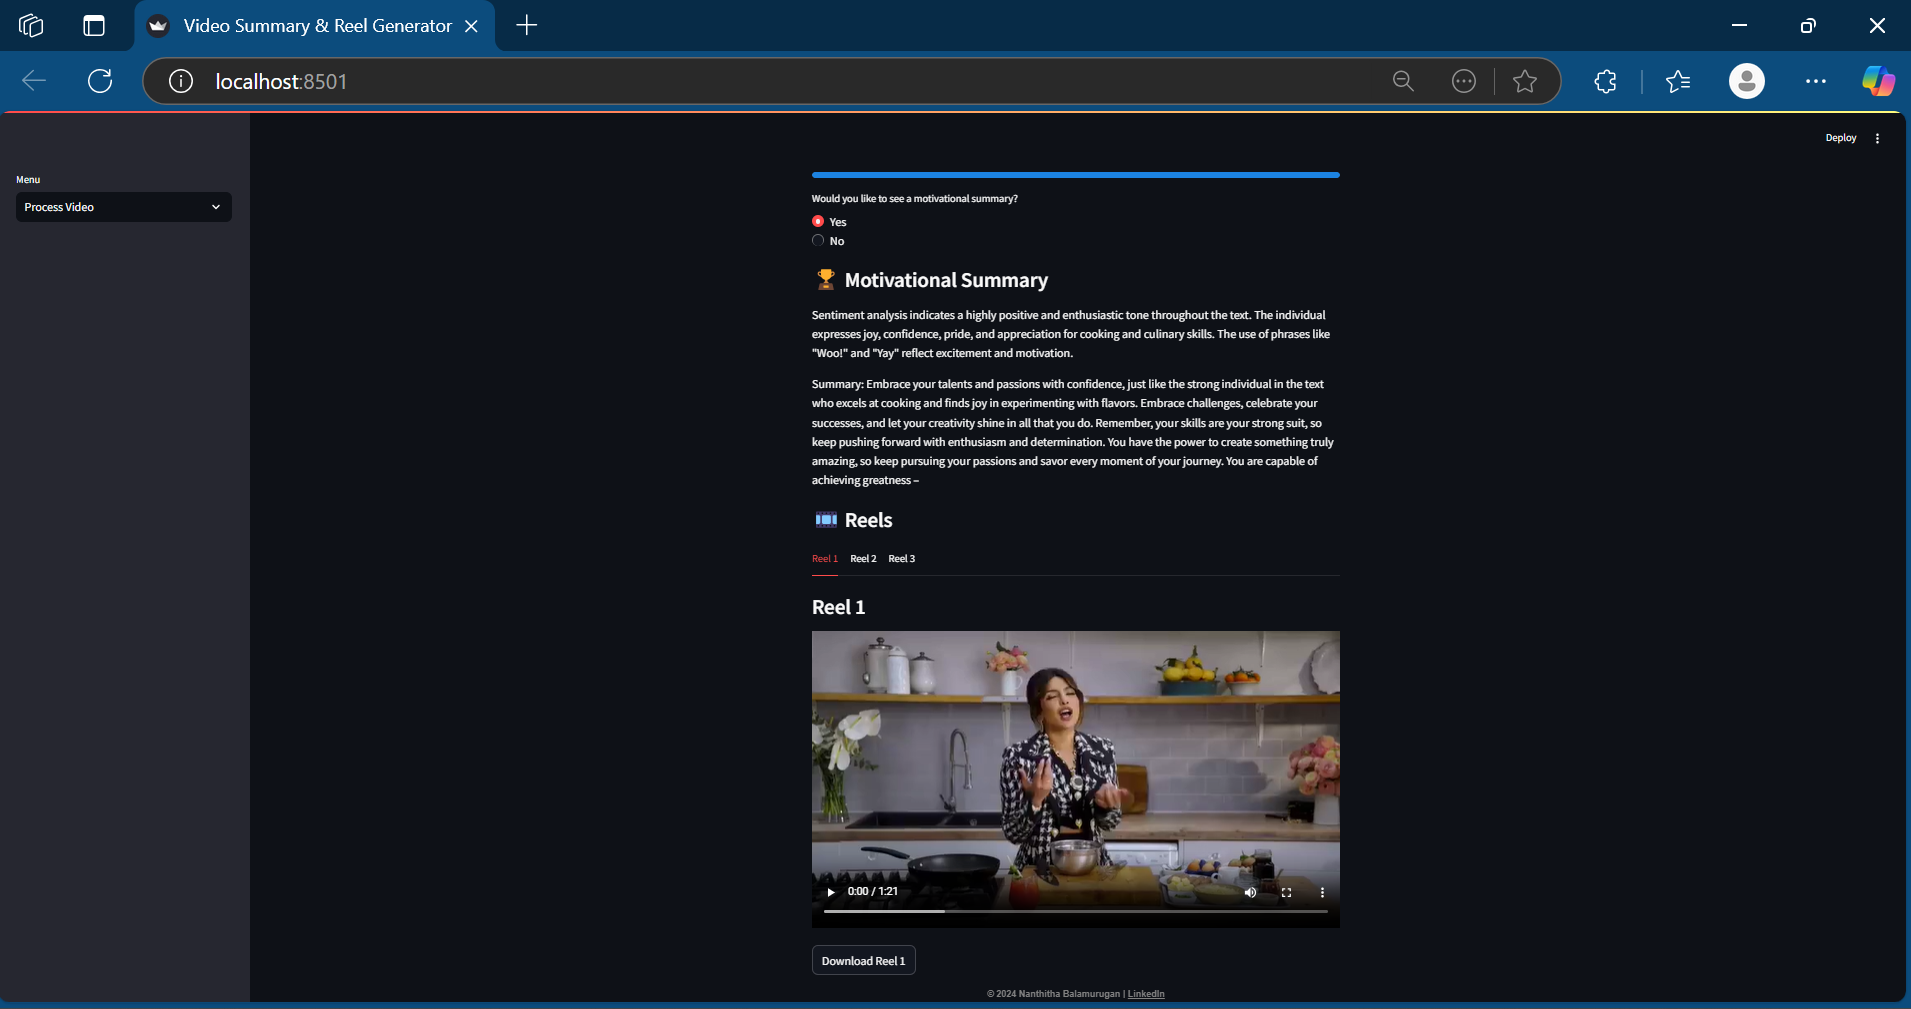 Video Summary & Reel Generator
localhost:8501
Deploy
Menu
Process Video
Would you like to see a motivational summary?
Yes
No
Motivational Summary
Sentiment analysis indicates a highly positive and enthusiastic tone throughout the text. The individual
expresses joy, confidence, pride, and appreciation for cooking and culinary skills. The use of phrases like
"Woo!" and "Yay" reflect excitement and motivation.
Summary: Embrace your talents and passions with confidence, just like the strong individual in the text
who excels at cooking and finds joy in experimenting with flavors. Embrace challenges, celebrate your
successes, and let your creativity shine in all that you do. Remember, your skills are your strong suit, so
keep pushing forward with enthusiasm and determination. You have the power to create something truly
amazing, so keep pursuing your passions and savor every moment of your journey. You are capable of
achieving greatness –
Reels
Reel 1 Reel 2 Reel 3
Reel 1
0:00 / 1:21
Download Reel 1
© 2024 Nanthitha Balamurugan | LinkedIn